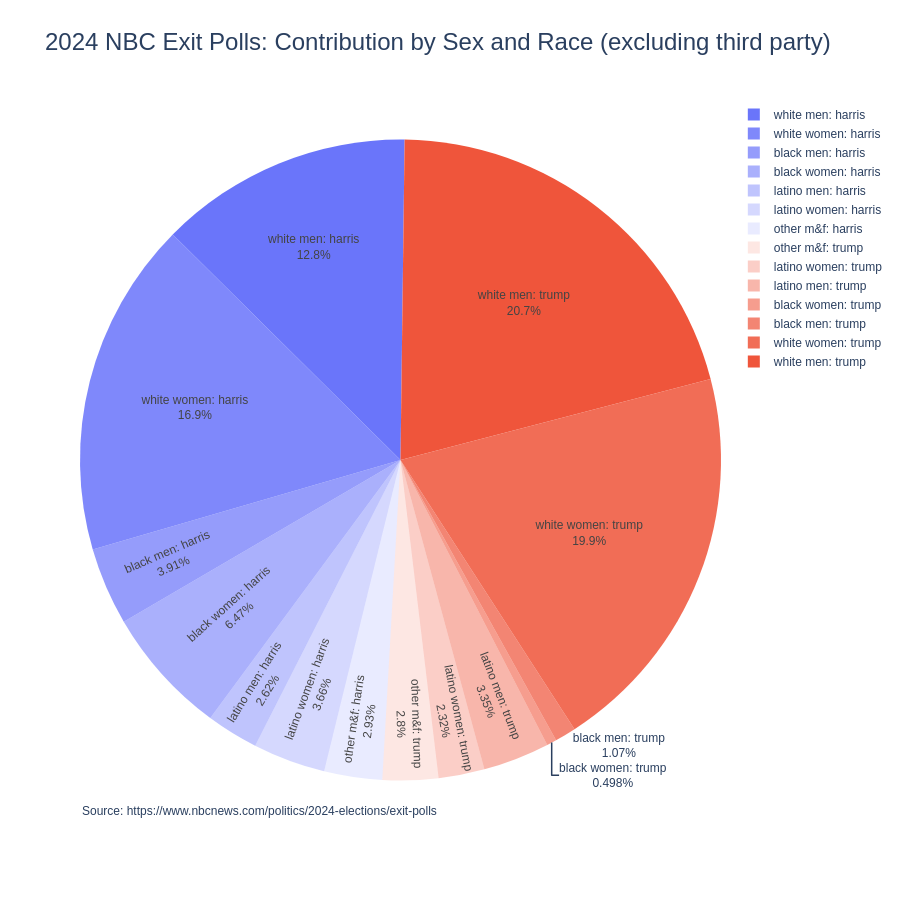 2024 NBC Exit Polls: Contribution by Sex and Race (excluding third party)
white men: harris
white women: harris
black men: harris
black women: harris
latino men: harris
latino women: harris
other m&f: harris
other m&f: trump
latino women: trump
latino men: trump
black women: trump
black men: trump
white women: trump
white men: trump
white men: harris
12.8%
white men: trump
20.7%
white women: harris
16.9%
white women: trump
19.9%
black men: harris
3.91%
black women: harris
6.47%
latino men: harris
2.62%
latino women: harris
3.66%
other m&f: harris
2.93%
other m&f: trump
2.8%
latino women: trump
2.32%
latino men: trump
3.35%
black men: trump
1.07%
black women: trump
0.498%
Source: https://www.nbcnews.com/politics/2024-elections/exit-polls